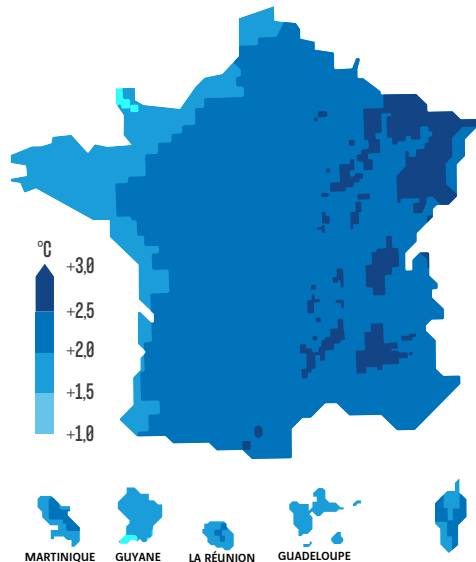 °C
+3,0
+2,5
+2,0
+1,5
+1,0
MARTINIQUE GUYANE LA RÉUNION GUADELOUPE